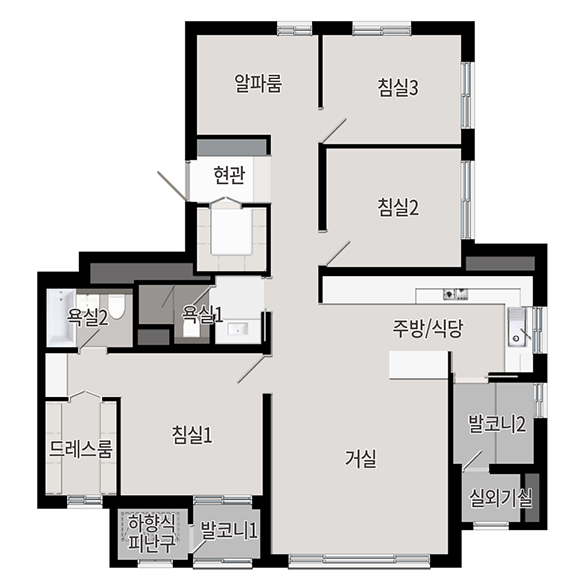 알파룸
침실3
현관
침실2
욕실2
욕실1
주방/식당
드레스룸
침실1
거실
발코니2
실외기실
하향식
피난구
발코니1